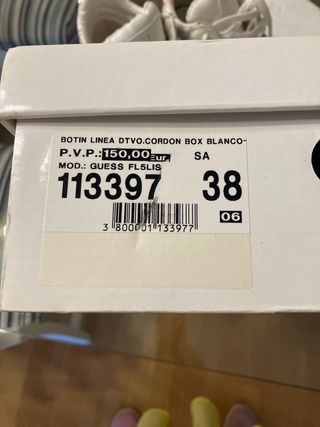 BOTIN LINEA DTVO.CORDON BOX BLANCO-
P.V.P.: 150,00 Eur. SA
MOD.: GUESS FL5LIS
113397 38
06
3 800001 133977